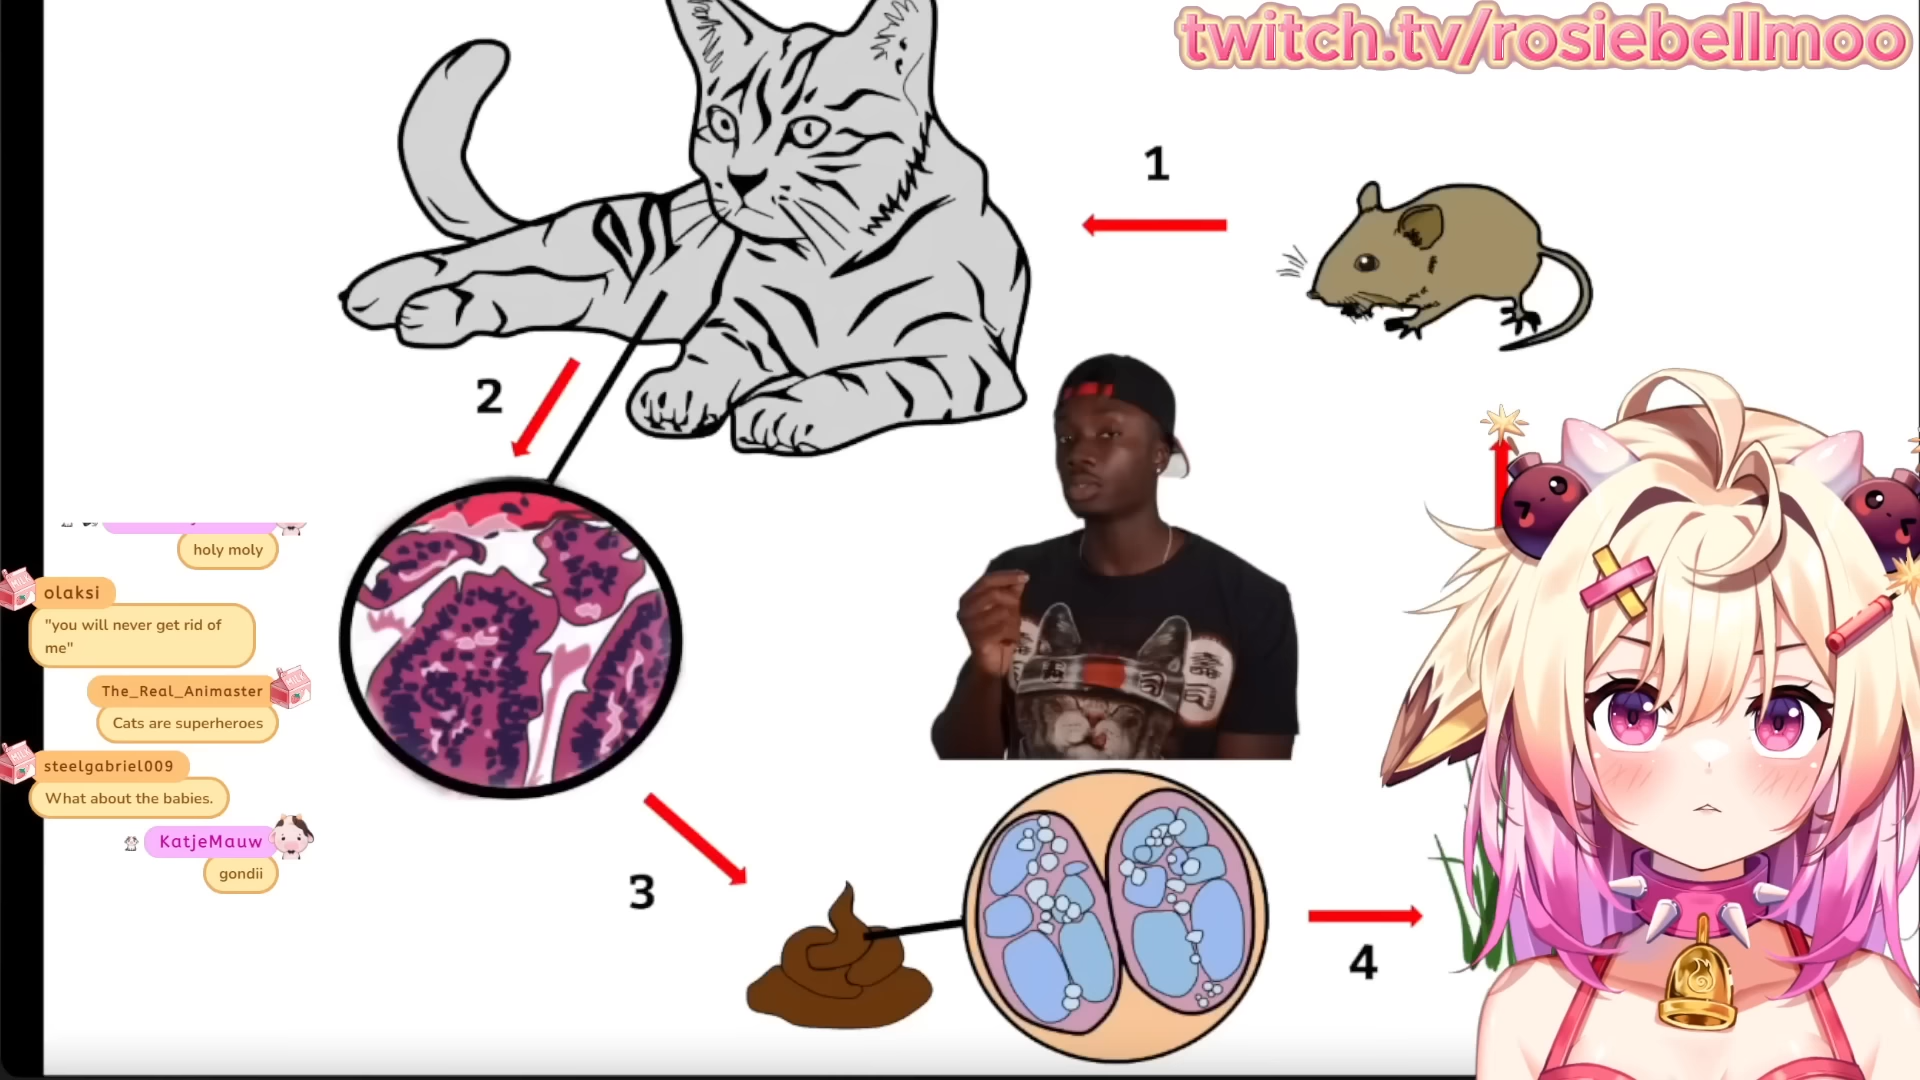 twitch.tv/rosiebellmoo
1
2
holy moly
olaksi
"you will never get rid of
me"
The_Real_Animaster
Cats are superheroes
steelgabriel009
What about the babies.
KatjeMauw
gondii
3
4